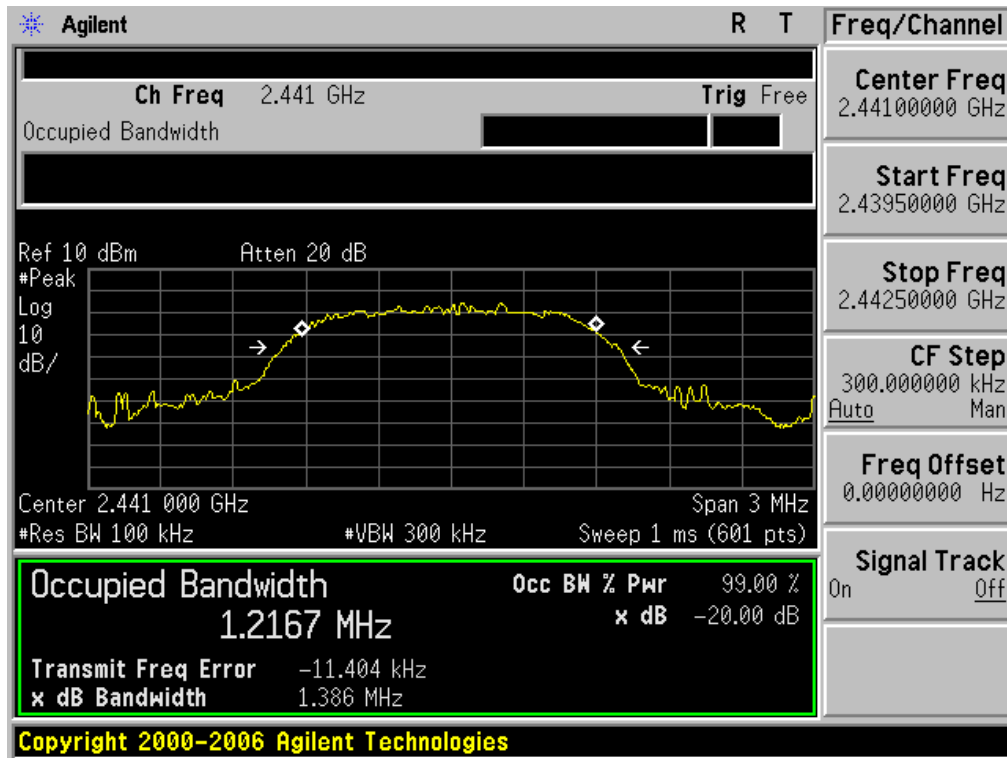 Agilent R T
Freq/Channel
Ch Freq 2.441 GHz Trig Free
Occupied Bandwidth
Center Freq
2.44100000 GHz
Start Freq
2.43950000 GHz
Stop Freq
2.44250000 GHz
CF Step
300.000000 kHz
Auto Man
Freq Offset
0.00000000 Hz
Signal Track
On Off
Ref 10 dBm Atten 20 dB
#Peak
Log
10
dB/
Center 2.441 000 GHz Span 3 MHz
#Res BW 100 kHz #VBW 300 kHz Sweep 1 ms (601 pts)
Occupied Bandwidth Occ BW % Pwr 99.00 %
1.2167 MHz x dB -20.00 dB
Transmit Freq Error -11.404 kHz
x dB Bandwidth 1.386 MHz
Copyright 2000-2006 Agilent Technologies